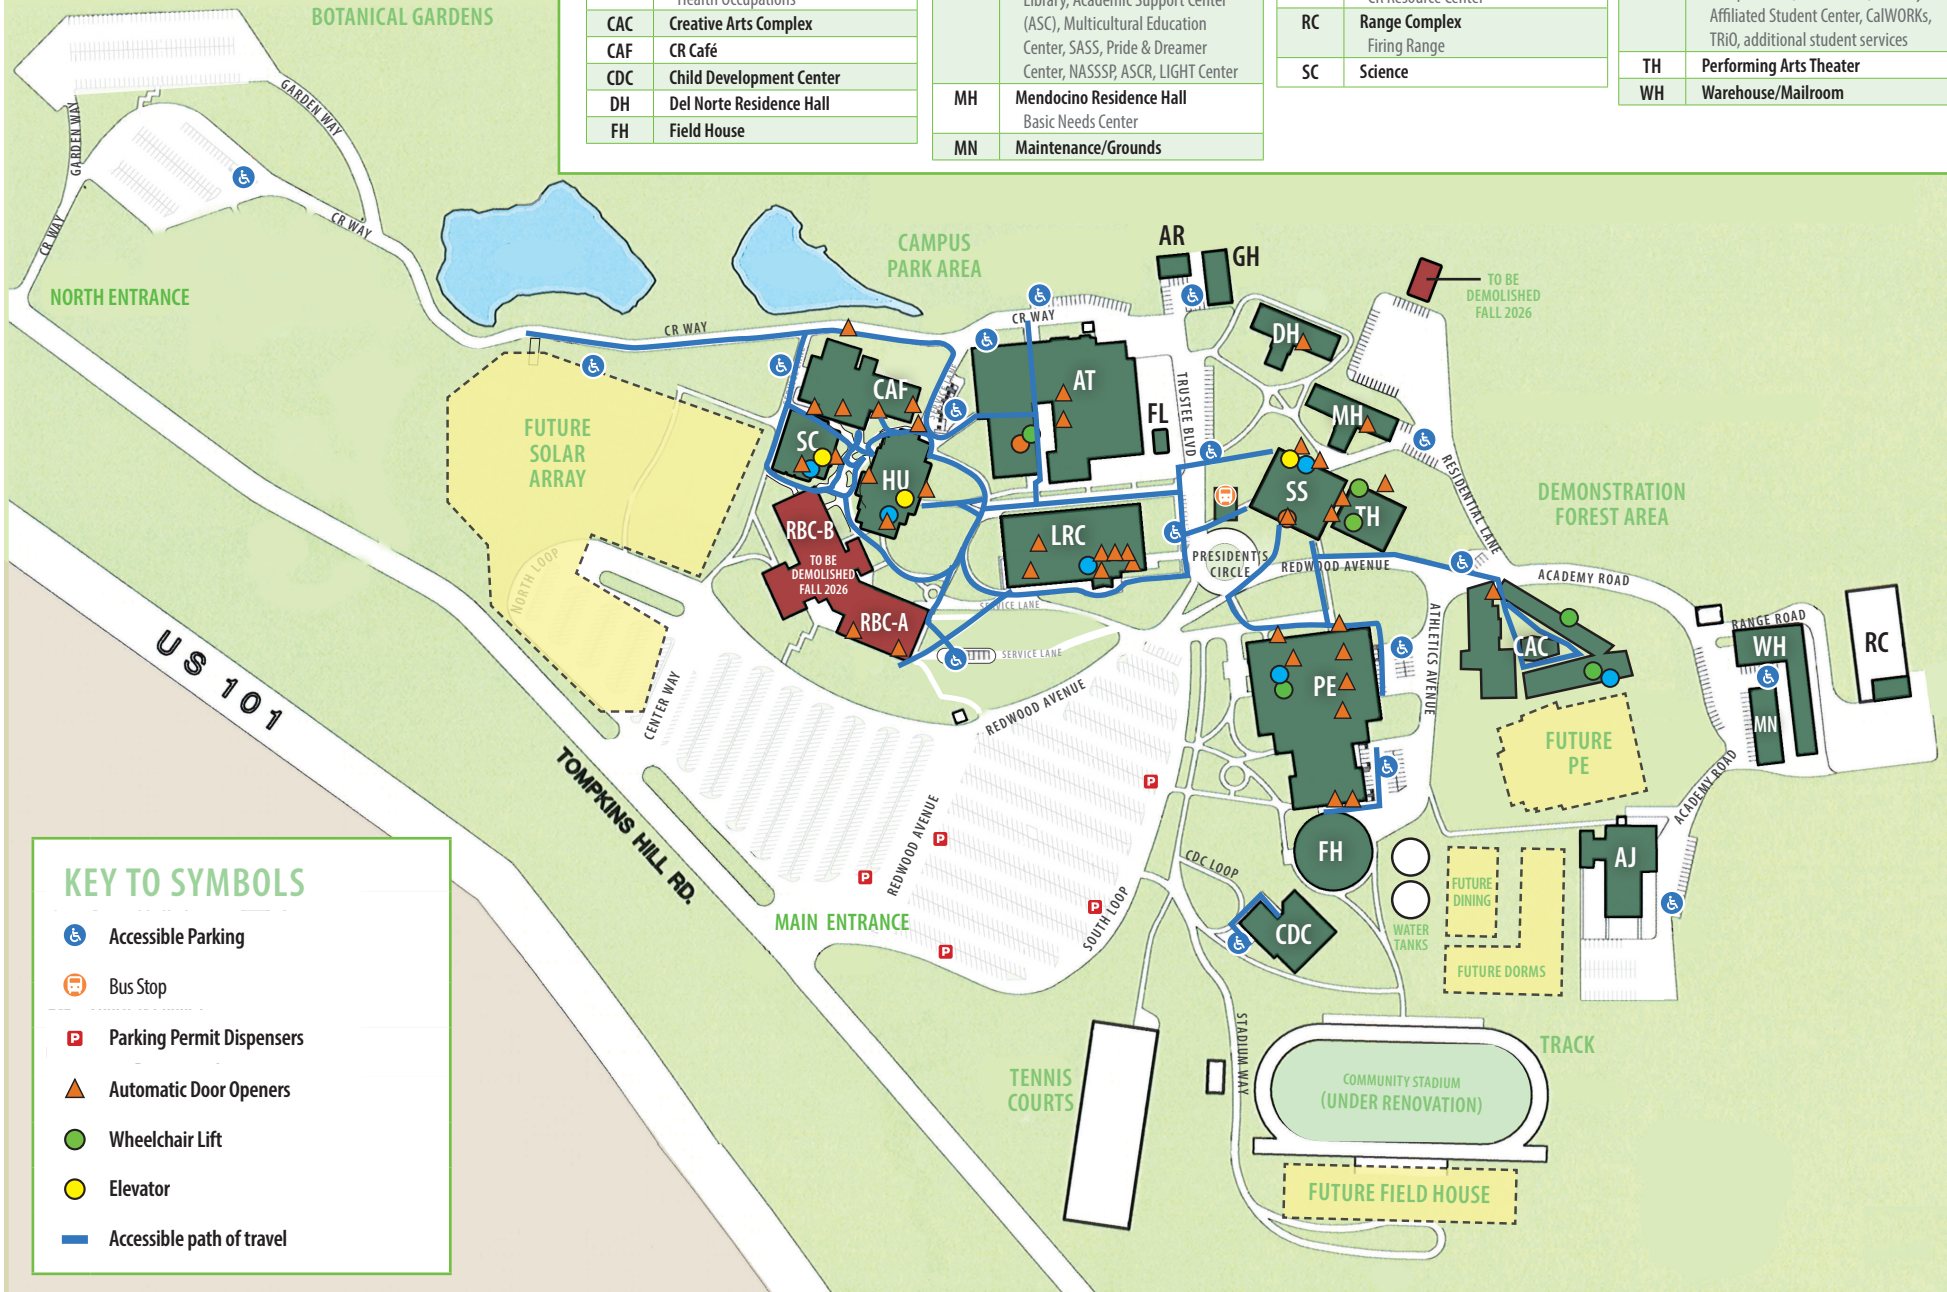 BOTANICAL GARDENS
Health Occupations
CAC Creative Arts Complex
CAF CR Café
CDC Child Development Center
DH Del Norte Residence Hall
FH Field House
Library, Academic Support Center
(ASC), Multicultural Education
Center, SASS, Pride & Dreamer
Center, NASSSP, ASCR, LIGHT Center
MH Mendocino Residence Hall
Basic Needs Center
MN Maintenance/Grounds
CR Resource Center
RC Range Complex
Firing Range
SC Science
Affiliated Student Center, CalWORKs,
TRiO, additional student services
TH Performing Arts Theater
WH Warehouse/Mailroom
GARDEN WAY
GARDEN WAY
CR WAY
CR WAY
NORTH ENTRANCE
CAMPUS
PARK AREA
AR
GH
TO BE
DEMOLISHED
FALL 2026
CR WAY
CR WAY
DH
CAF
AT
FL
TRUSTEE BLVD
MH
FUTURE
SOLAR
ARRAY
SC
HU
SS
TH
RESIDENTIAL LANE
DEMONSTRATION
FOREST AREA
RBC-B
TO BE
DEMOLISHED
FALL 2026
RBC-A
LRC
PRESIDENT'S
CIRCLE
REDWOOD AVENUE
ACADEMY ROAD
NORTH LOOP
SERVICE LANE
SERVICE LANE
ATHLETICS AVENUE
CAC
RANGE ROAD
WH
RC
MN
US 101
CENTER WAY
REDWOOD AVENUE
PE
FUTURE
PE
TOMPKINS HILL RD.
REDWOOD AVENUE
ACADEMY ROAD
P
P
P
P
P
SOUTH LOOP
MAIN ENTRANCE
CDC LOOP
FH
CDC
WATER
TANKS
FUTURE
DINING
FUTURE DORMS
AJ
TENNIS
COURTS
STADIUM WAY
TRACK
COMMUNITY STADIUM
(UNDER RENOVATION)
FUTURE FIELD HOUSE
KEY TO SYMBOLS
Accessible Parking
Bus Stop
P Parking Permit Dispensers
Automatic Door Openers
Wheelchair Lift
Elevator
Accessible path of travel